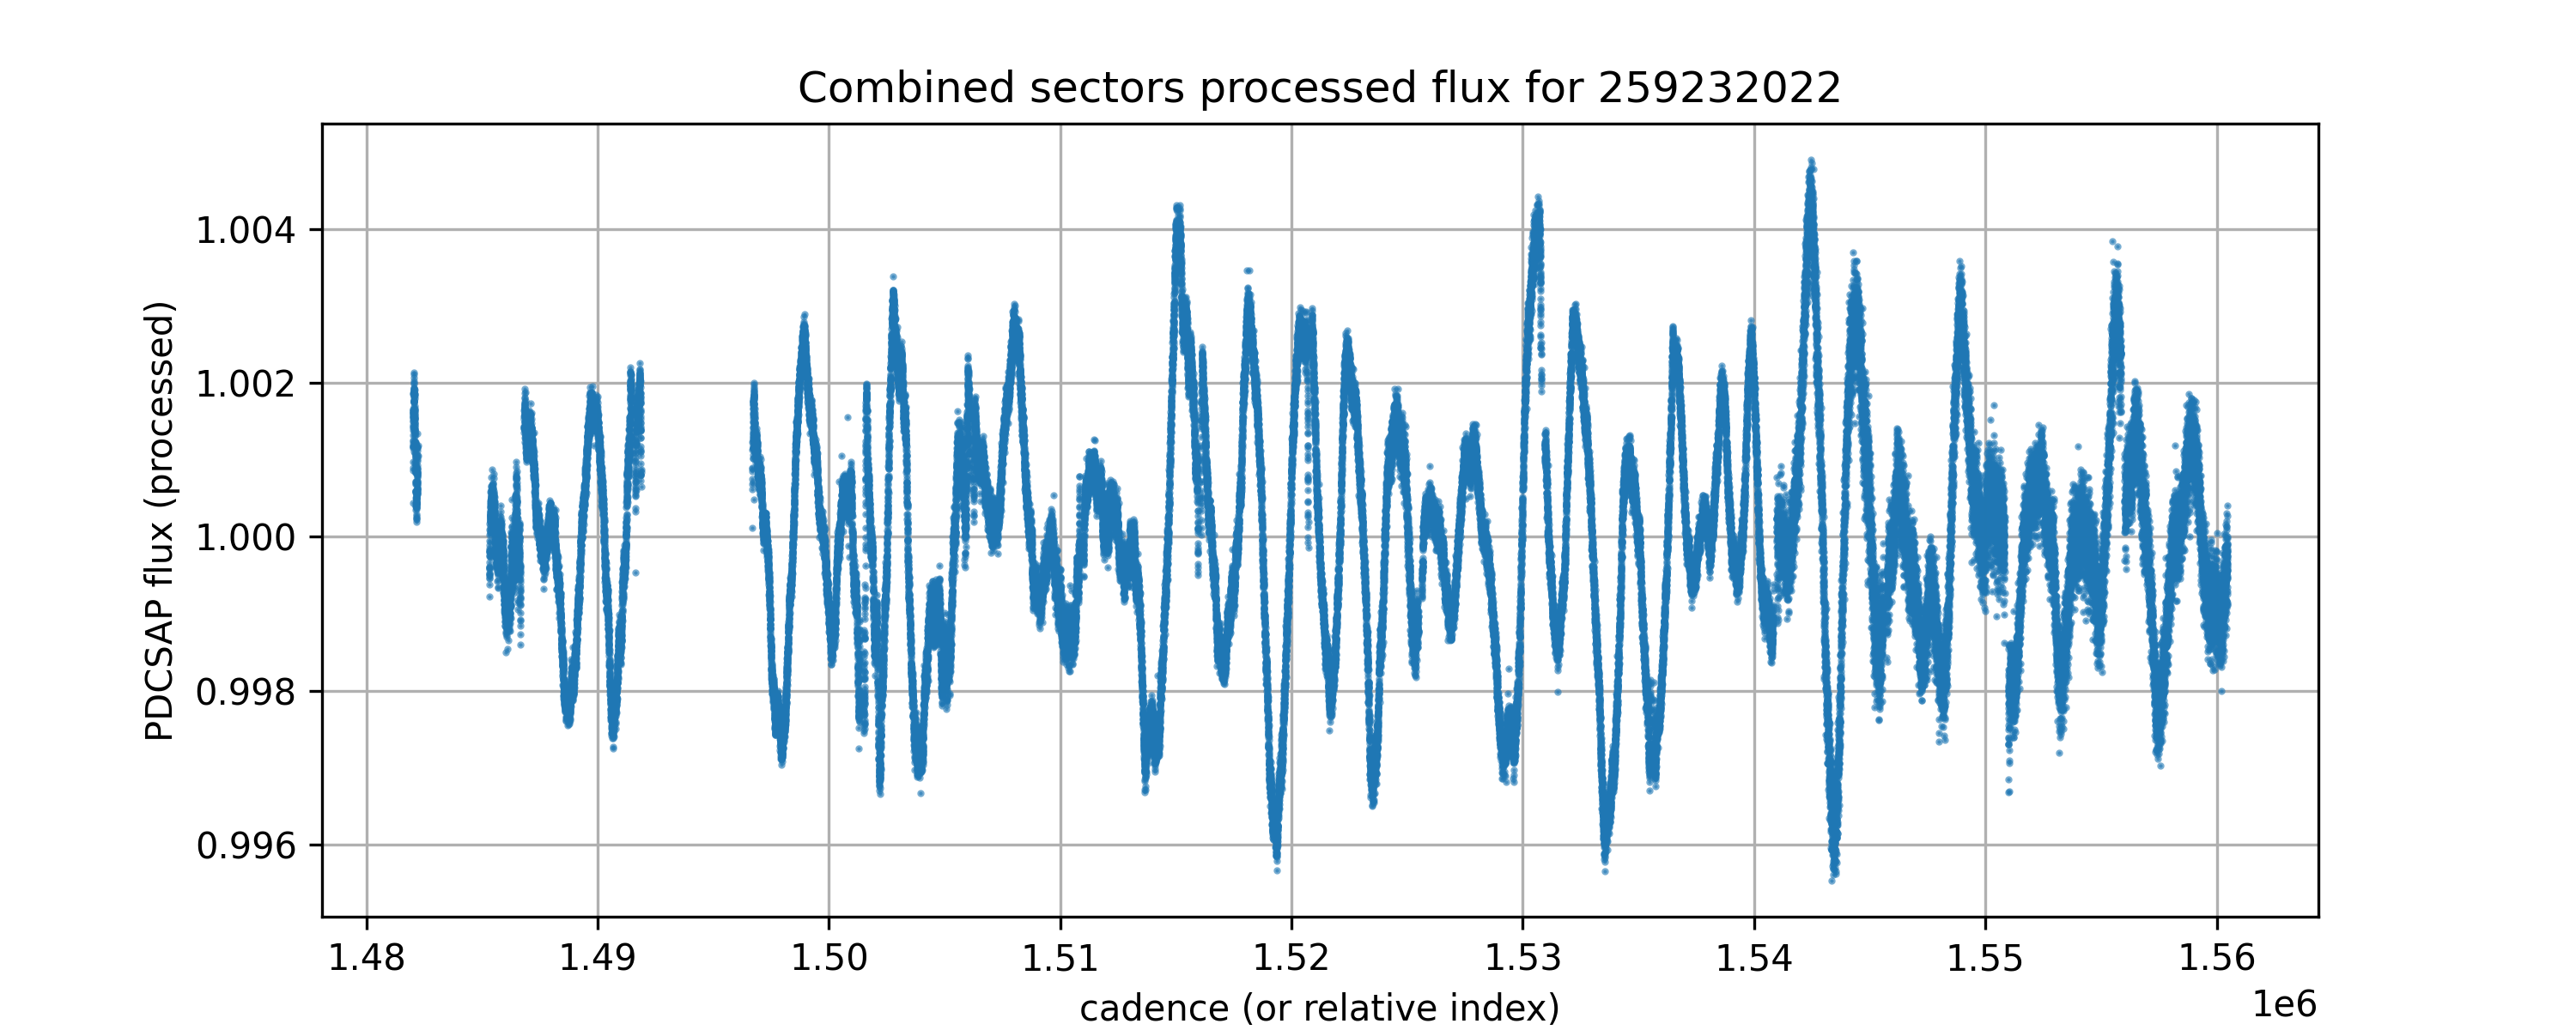 Combined sectors processed flux for 259232022
PDCSAP flux (processed)
1.004
1.002
1.000
0.998
0.996
1.48 1.49 1.50 1.51 1.52 1.53 1.54 1.55 1.56
1e6
cadence (or relative index)